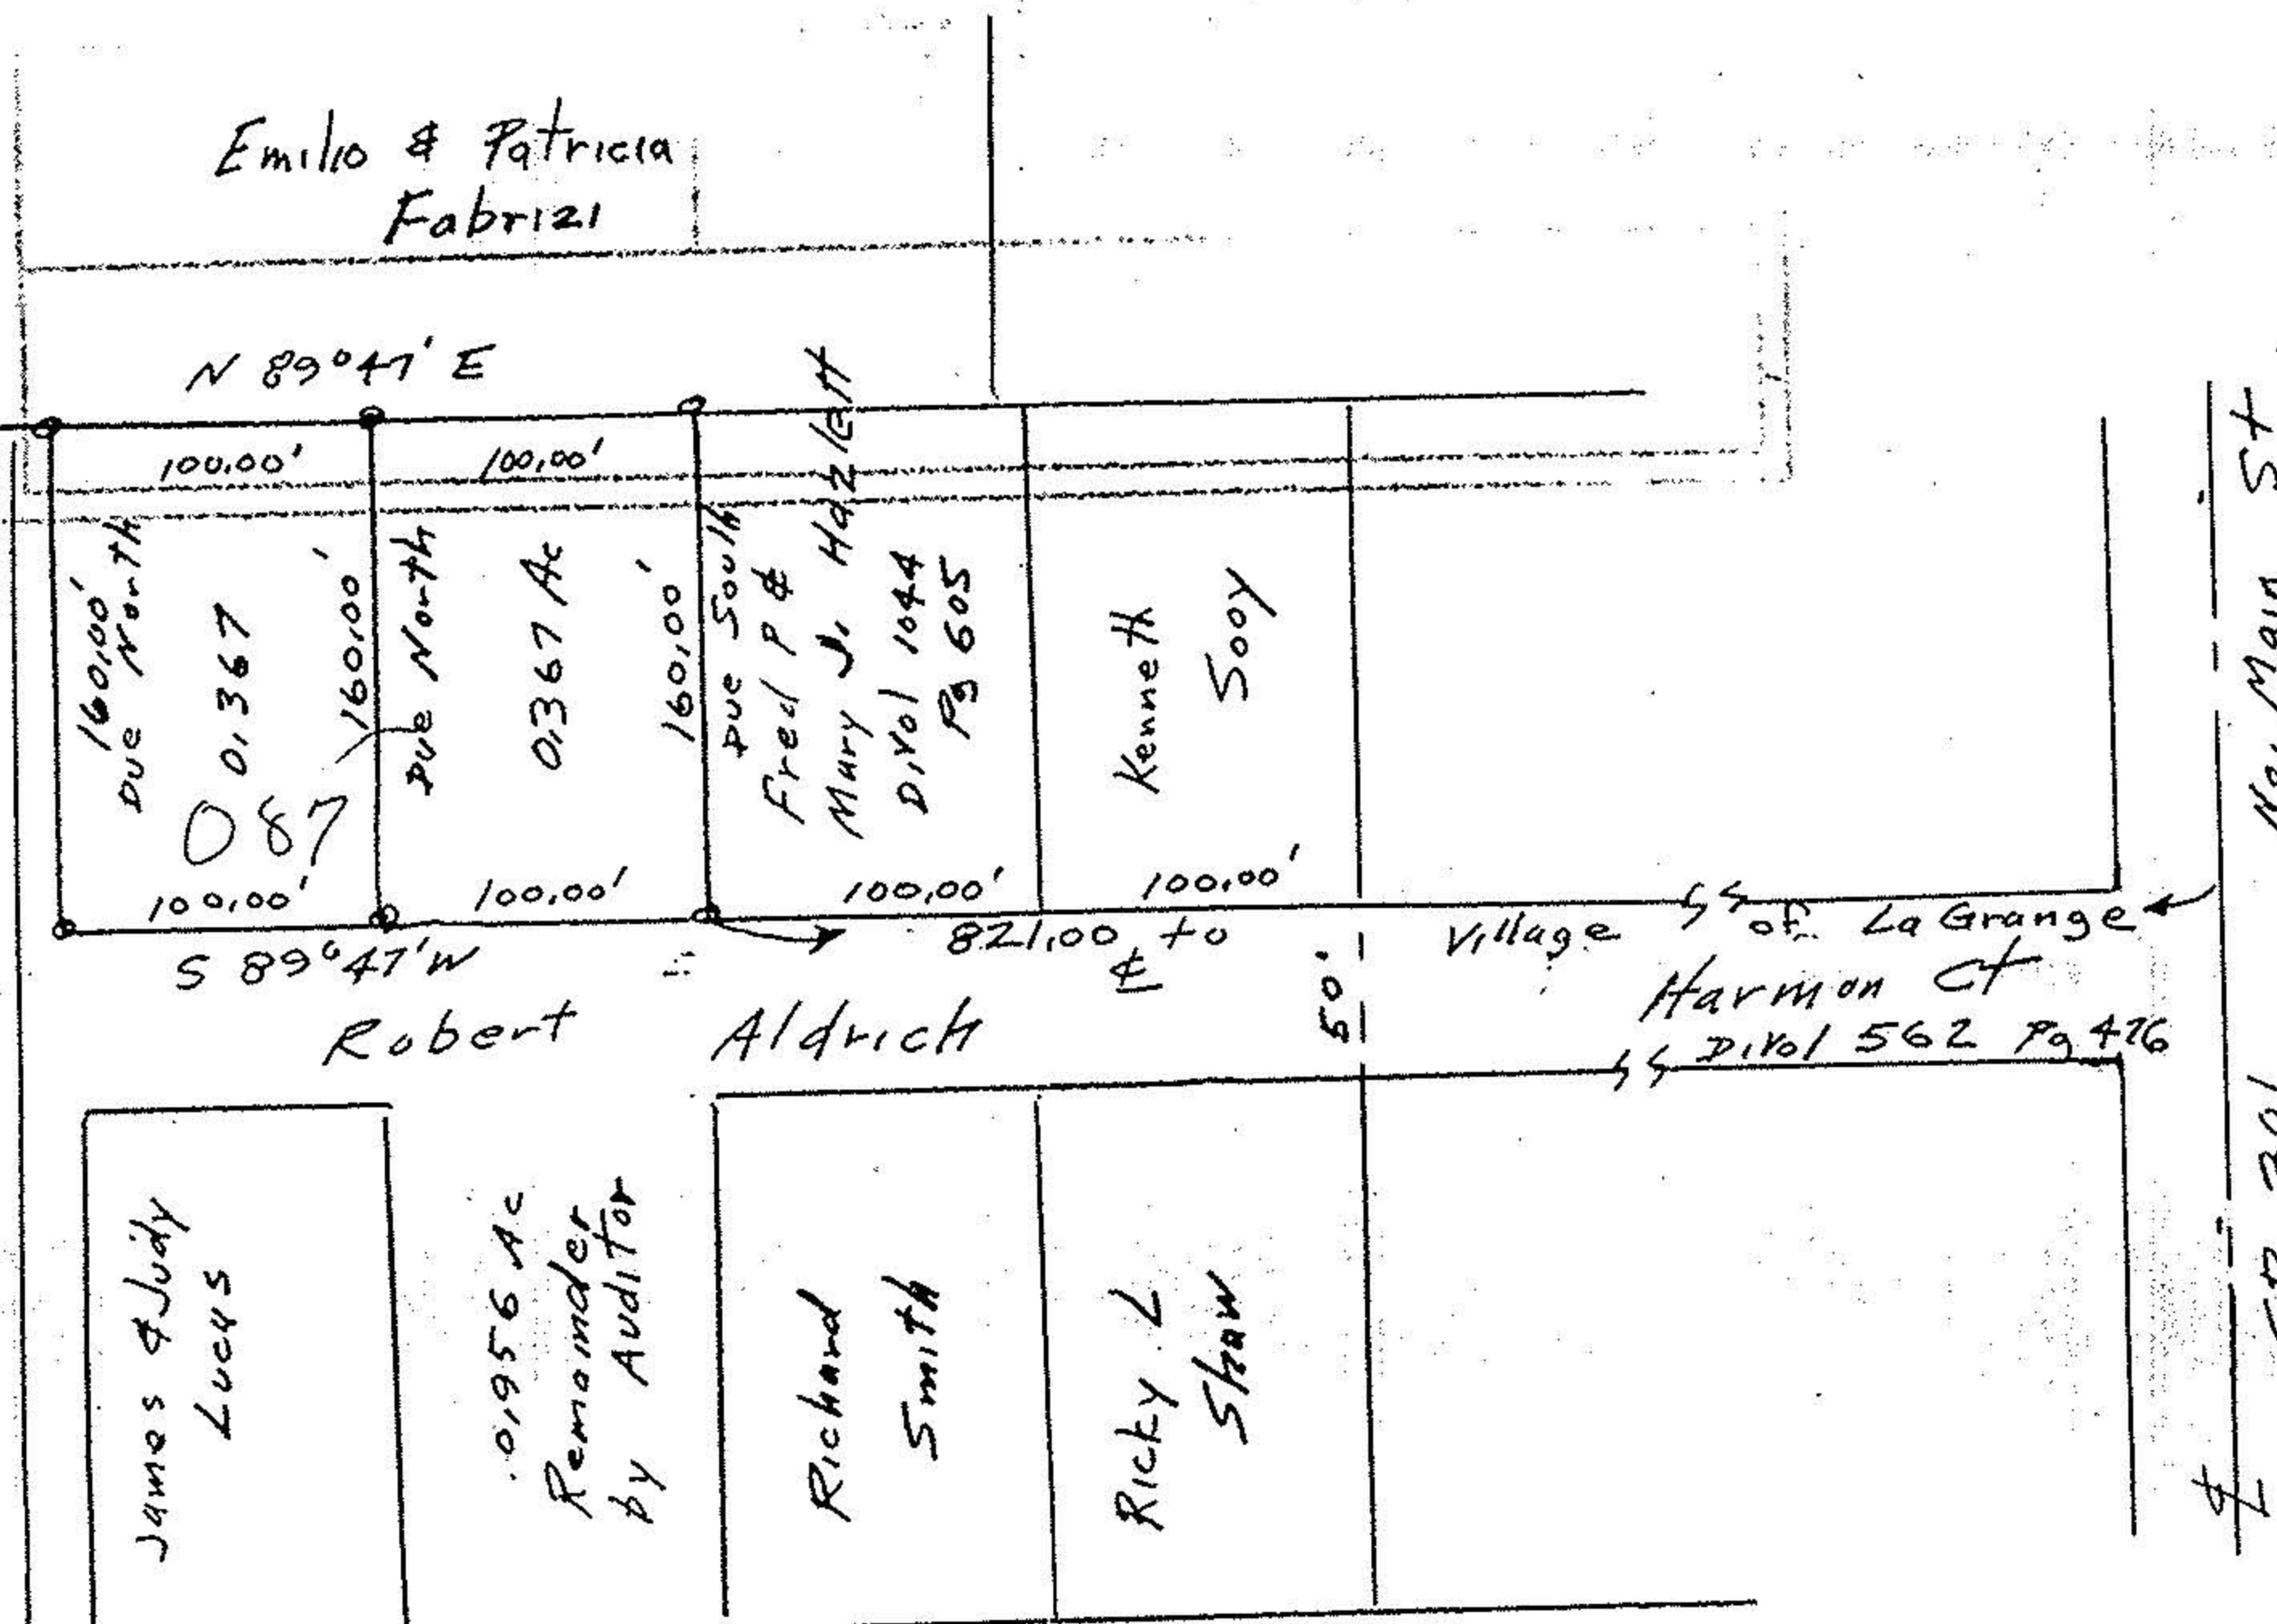 Emilio & Patricia
Fabrizi
N 89°47' E
100.00'
100.00'
160.00'
Due North
0.367
160.00'
Due North
0.367 Ac
160.00'
Due South
Fred P &
Mary J. Hazlett
D.Vol 1044
Pg 605
Kenneth
Sooy
087
100.00'
100.00'
100.00'
100.00'
S 89°47' W
821.00 to
℄
Village of LaGrange
50'
Harmon Ct
D.Vol 562 Pg 476
Robert Aldrich
James & Judy
Lucas
0.956 Ac
Remainder
by Auditor
Richard
Smith
Ricky L
Shaw
No. Main St
℄